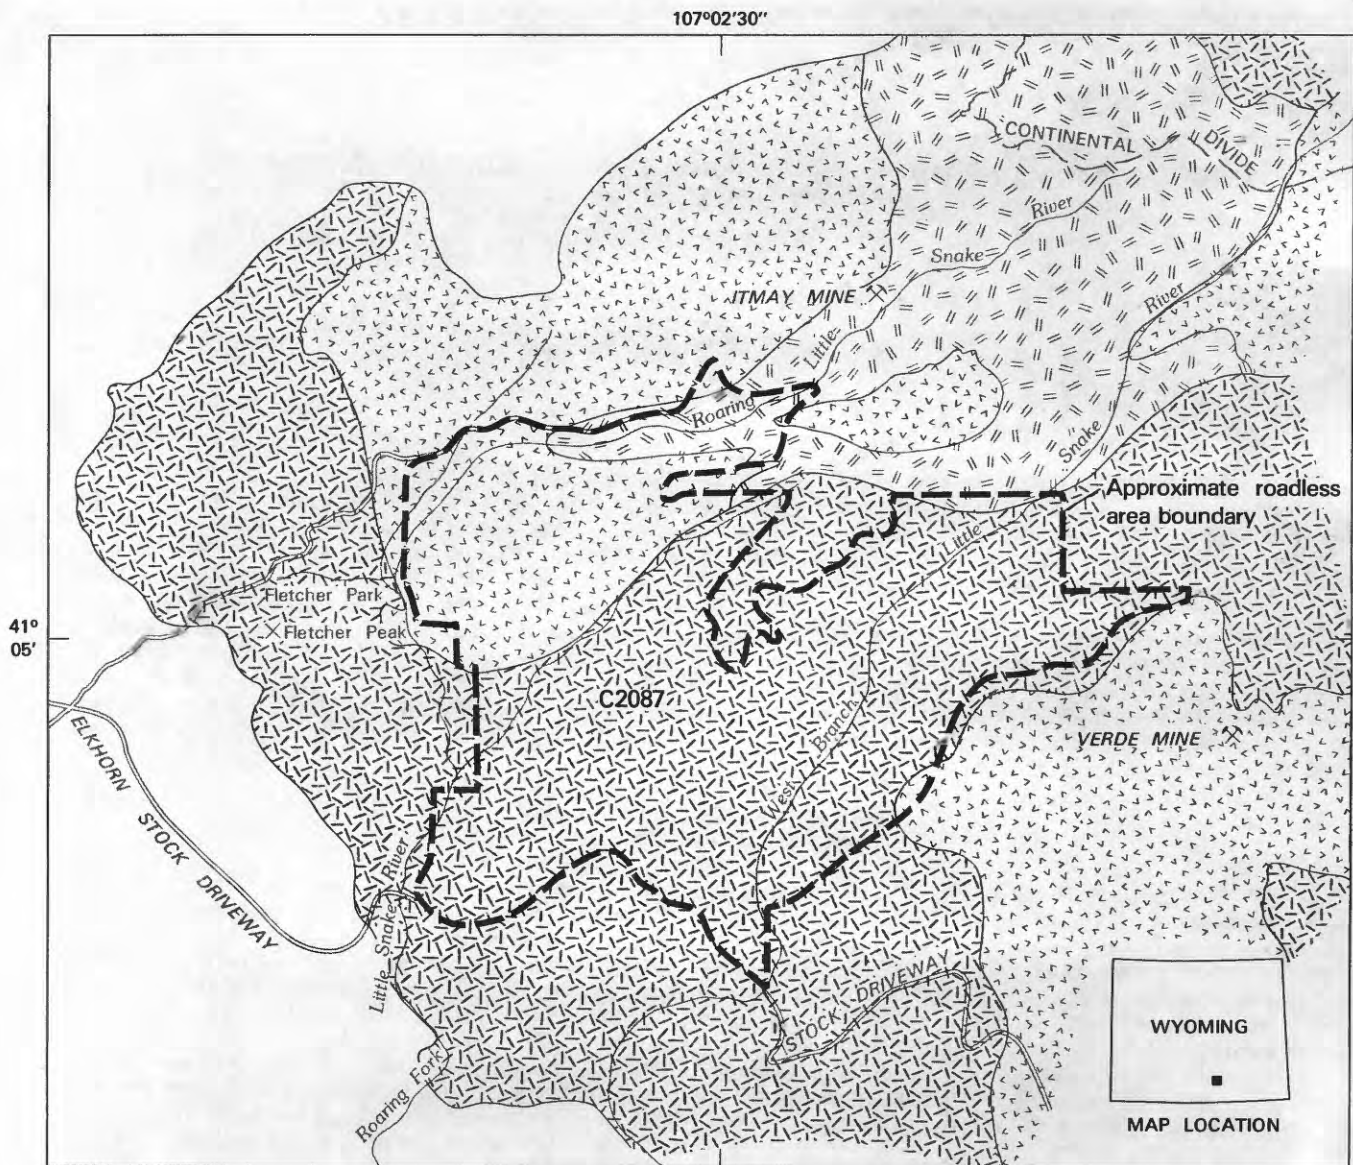 107°02'30"
CONTINENTAL
DIVIDE
River
Snake
River
ITMAY MINE
Little
Roaring
Snake
Approximate roadless
area boundary
Little
Fletcher Park
Fletcher Peak
41°
05'
C2087
Branch
VERDE MINE
ELKHORN
STOCK
DRIVEWAY
West
River
Snake
Little
STOCK DRIVEWAY
WYOMING
Roaring Fork
MAP LOCATION